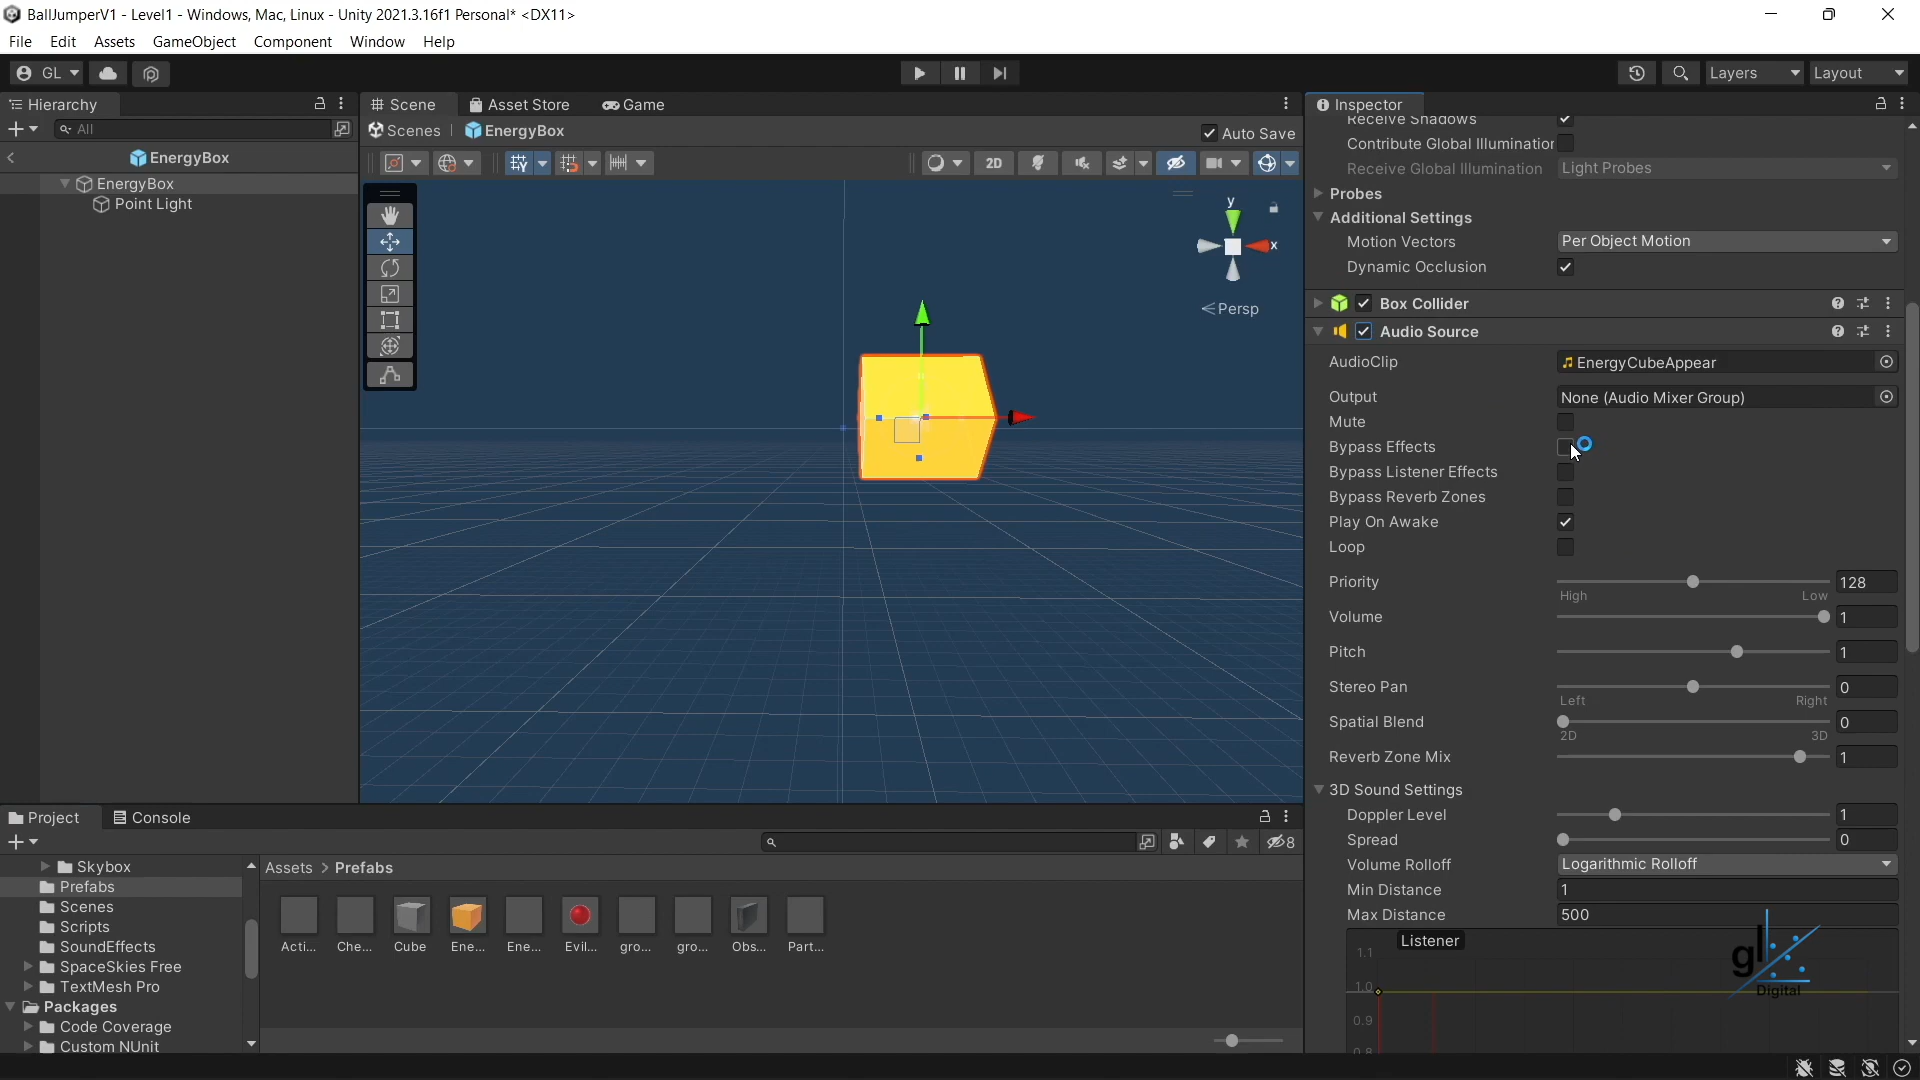 BallJumperV1 - Level1 - Windows, Mac, Linux - Unity 2021.3.16f1 Personal* <DX11>
File Edit Assets GameObject Component Window Help
GL
Layers Layout
Hierarchy
All
EnergyBox
EnergyBox
Point Light
Scene Asset Store Game
Scenes EnergyBox Auto Save
2D
y
x
Persp
Inspector
Receive Shadows
Contribute Global Illumination
Receive Global Illumination Light Probes
Probes
Additional Settings
Motion Vectors Per Object Motion
Dynamic Occlusion
Box Collider
Audio Source
AudioClip EnergyCubeAppear
Output None (Audio Mixer Group)
Mute
Bypass Effects
Bypass Listener Effects
Bypass Reverb Zones
Play On Awake
Loop
Priority 128
High Low
Volume 1
Pitch 1
Stereo Pan 0
Left Right
Spatial Blend 0
2D 3D
Reverb Zone Mix 1
3D Sound Settings
Doppler Level 1
Spread 0
Volume Rolloff Logarithmic Rolloff
Min Distance 1
Max Distance 500
Listener
1.1
1.0
0.9
0.8
gl
Digital
Project Console
8
Skybox
Prefabs
Scenes
Scripts
SoundEffects
SpaceSkies Free
TextMesh Pro
Packages
Code Coverage
Custom NUnit
Assets > Prefabs
Acti... Che... Cube Ene... Ene... Evil... gro... gro... Obs... Part...